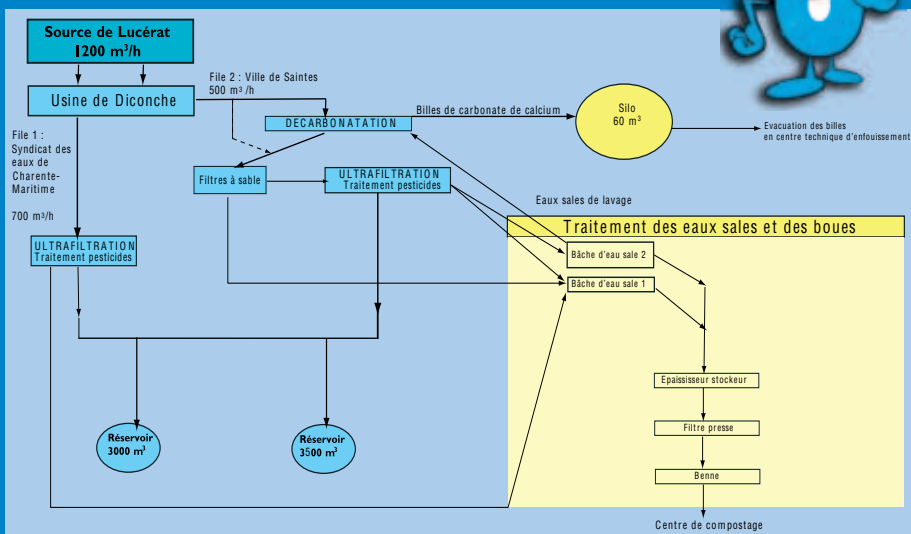 Source de Lucérat
1200 m³/h
Usine de Diconche
File 2 : Ville de Saintes
500 m³ /h
DECARBONATATION
Billes de carbonate de calcium
Silo
60 m³
Evacuation des billes
en centre technique d'enfouissement
File 1 :
Syndicat des
eaux de
Charente-
Maritime
700 m³/h
Filtres à sable
ULTRAFILTRATION
Traitement pesticides
Eaux sales de lavage
ULTRAFILTRATION
Traitement pesticides
Traitement des eaux sales et des boues
Bâche d'eau sale 2
Bâche d'eau sale 1
Epaississeur stockeur
Filtre presse
Benne
Centre de compostage
Réservoir
3000 m³
Réservoir
3500 m³